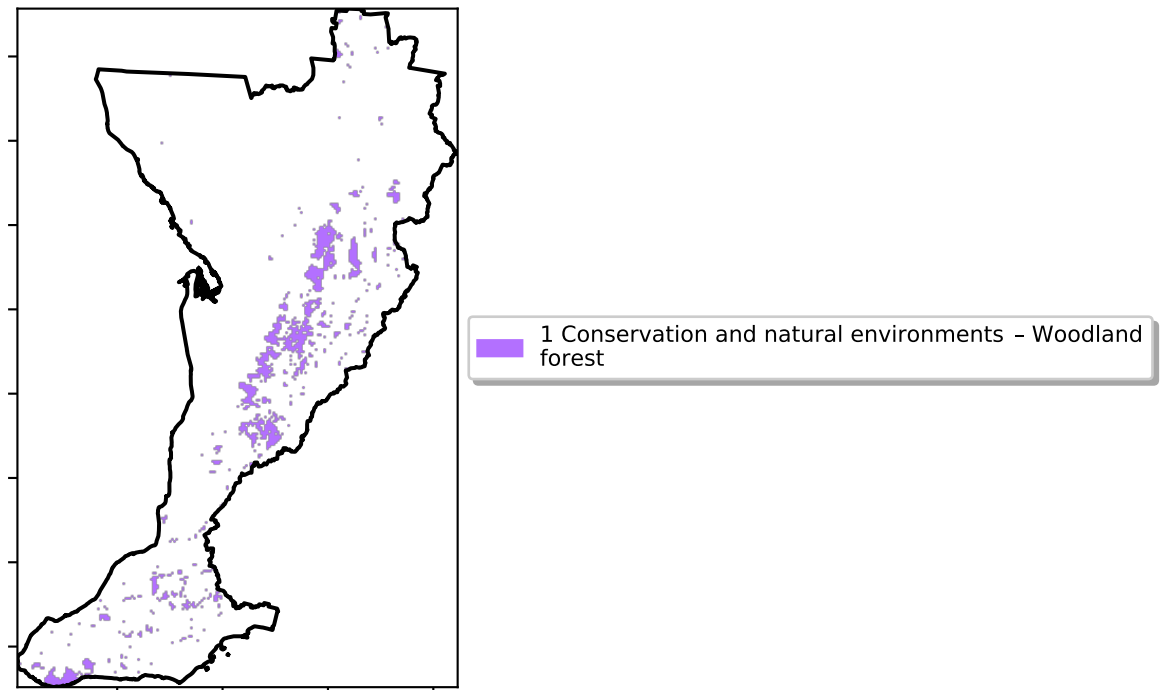 1 Conservation and natural environments – Woodland
forest